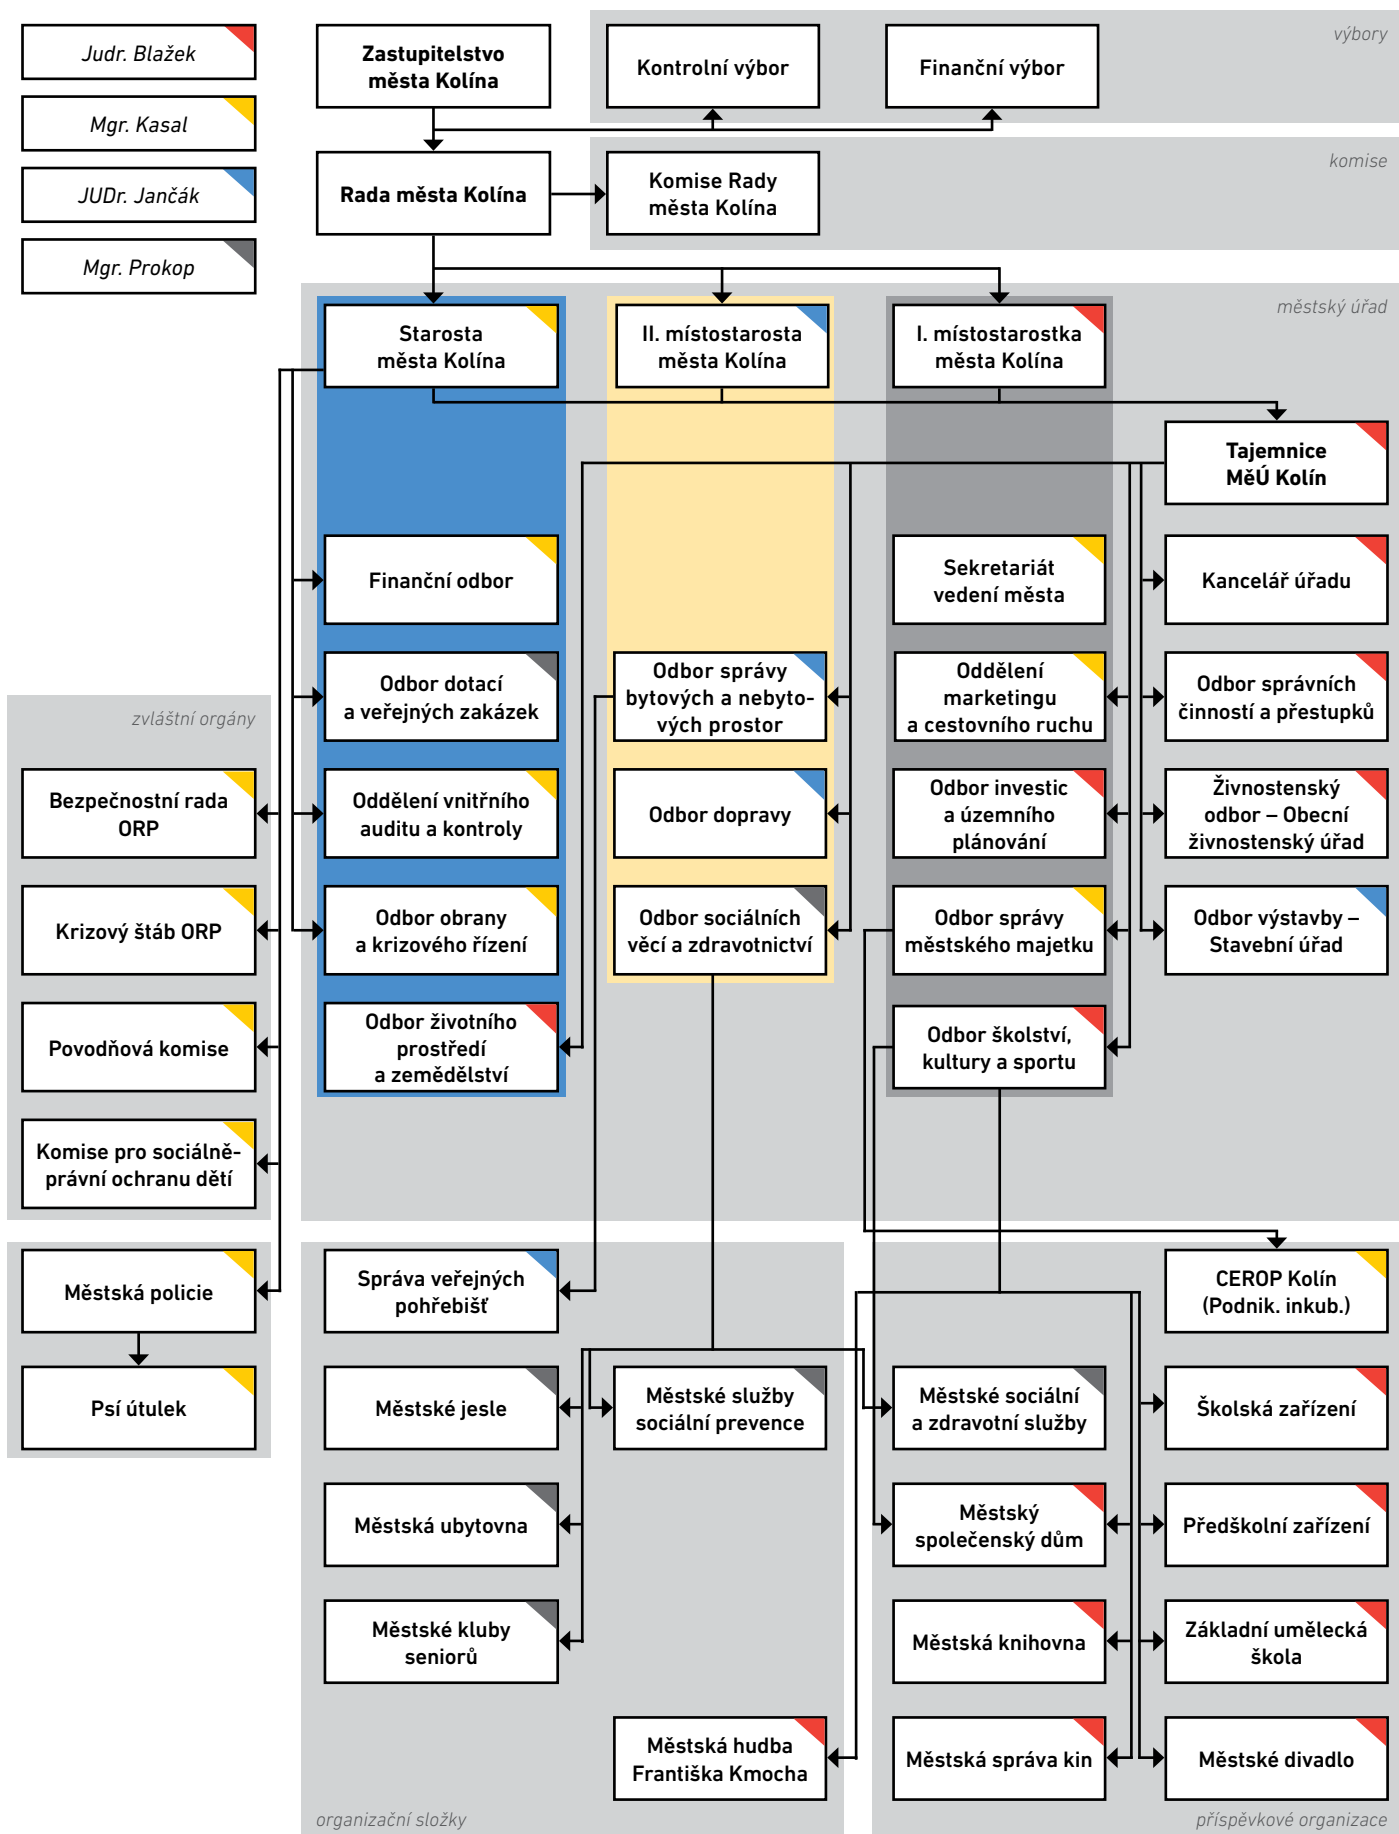 Judr. Blažek
Mgr. Kasal
JUDr. Jančák
Mgr. Prokop
Zastupitelstvo
města Kolína
Kontrolní výbor
Finanční výbor
výbory
Rada města Kolína
Komise Rady
města Kolína
komise
městský úřad
Starosta
města Kolína
II. místostarosta
města Kolína
I. místostarostka
města Kolína
Tajemnice
MěÚ Kolín
Finanční odbor
Sekretariát
vedení města
Kancelář úřadu
Odbor dotací
a veřejných zakázek
Odbor správy
bytových a nebyto-
vých prostor
Oddělení
marketingu
a cestovního ruchu
Odbor správních
činností a přestupků
zvláštní orgány
Bezpečnostní rada
ORP
Oddělení vnitřního
auditu a kontroly
Odbor dopravy
Odbor investic
a územního
plánování
Živnostenský
odbor – Obecní
živnostenský úřad
Krizový štáb ORP
Odbor obrany
a krizového řízení
Odbor sociálních
věcí a zdravotnictví
Odbor správy
městského majetku
Odbor výstavby –
Stavební úřad
Povodňová komise
Odbor životního
prostředí
a zemědělství
Odbor školství,
kultury a sportu
Komise pro sociálně-
právní ochranu dětí
Městská policie
Správa veřejných
pohřebišť
CEROP Kolín
(Podnik. inkub.)
Psí útulek
Městské jesle
Městské služby
sociální prevence
Městské sociální
a zdravotní služby
Školská zařízení
Městská ubytovna
Městský
společenský dům
Předškolní zařízení
Městské kluby
seniorů
Městská knihovna
Základní umělecká
škola
Městská hudba
Františka Kmocha
Městská správa kin
Městské divadlo
organizační složky
příspěvkové organizace